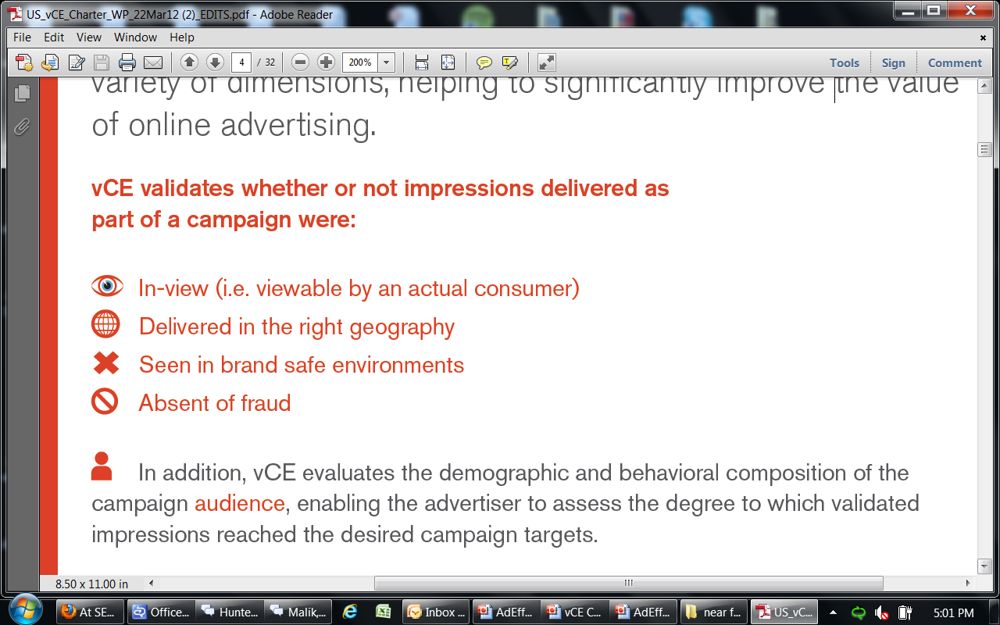 US_vCE_Charter_WP_22Mar12 (2)_EDITS.pdf - Adobe Reader
File Edit View Window Help
4 / 32 200% Tools Sign Comment
variety of dimensions, helping to significantly improve the value
of online advertising.
vCE validates whether or not impressions delivered as
part of a campaign were:
In-view (i.e. viewable by an actual consumer)
Delivered in the right geography
Seen in brand safe environments
Absent of fraud
In addition, vCE evaluates the demographic and behavioral composition of the
campaign audience, enabling the advertiser to assess the degree to which validated
impressions reached the desired campaign targets.
8.50 x 11.00 in
At SE... Office... Hunte... Malik,... Inbox ... AdEff... vCE C... AdEff... near f... US_vC... 5:01 PM